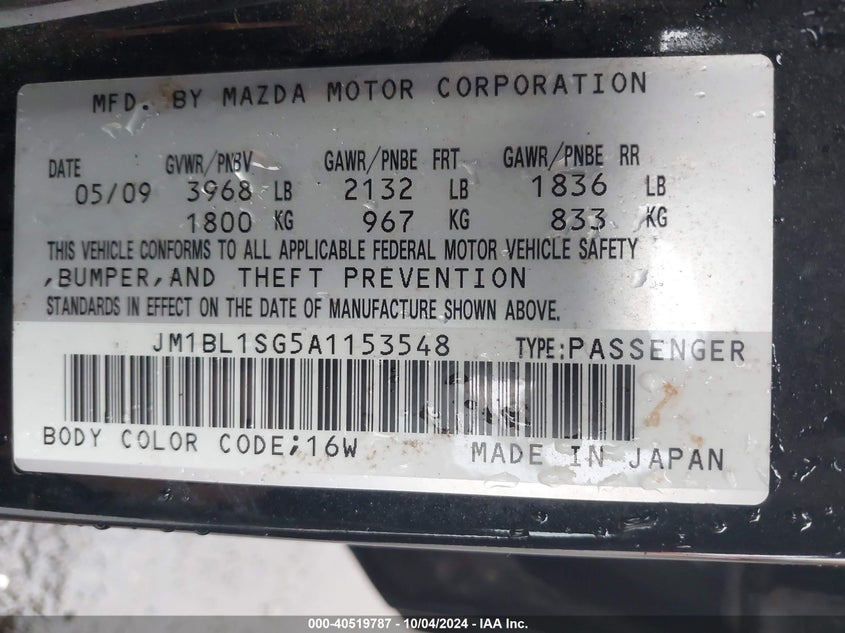 MFD. BY MAZDA MOTOR CORPORATION
DATE GVWR/PNBV GAWR/PNBE FRT GAWR/PNBE RR
05/09 3968 LB 2132 LB 1836 LB
1800 KG 967 KG 833 KG
THIS VEHICLE CONFORMS TO ALL APPLICABLE FEDERAL MOTOR VEHICLE SAFETY
,BUMPER,AND THEFT PREVENTION
STANDARDS IN EFFECT ON THE DATE OF MANUFACTURE SHOWN ABOVE.
JM1BL1SG5A1153548 TYPE:PASSENGER
BODY COLOR CODE;16W MADE IN JAPAN
000-40519787 - 10/04/2024 - IAA Inc.